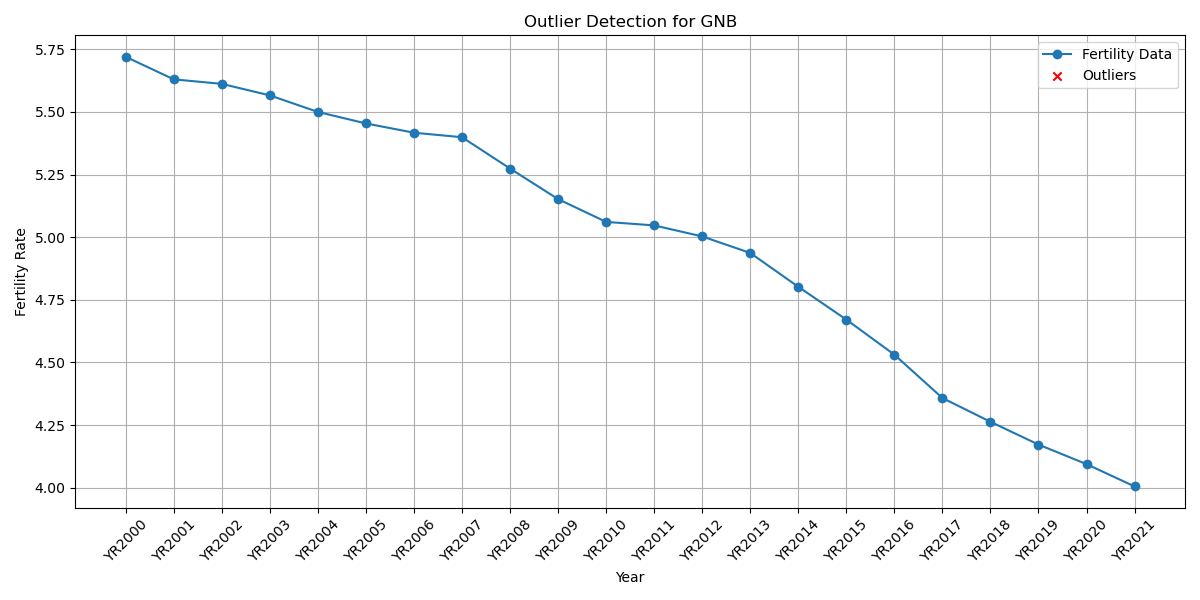 Outlier Detection for GNB
Fertility Data
Outliers
Fertility Rate
5.75
5.50
5.25
5.00
4.75
4.50
4.25
4.00
YR2000
YR2001
YR2002
YR2003
YR2004
YR2005
YR2006
YR2007
YR2008
YR2009
YR2010
YR2011
YR2012
YR2013
YR2014
YR2015
YR2016
YR2017
YR2018
YR2019
YR2020
YR2021
Year